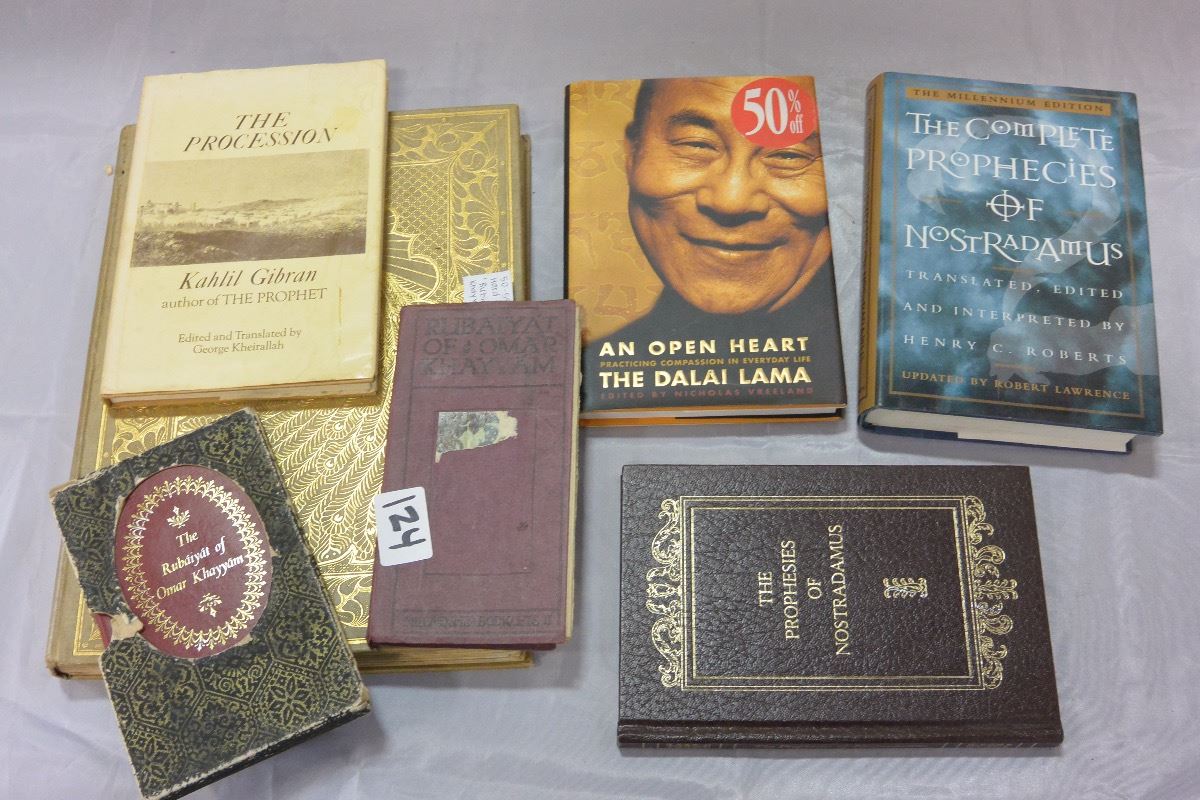 THE
PROCESSION
Kahlil Gibran
author of THE PROPHET
Edited and Translated by
George Kheirallah
RUBAIYAT
OF OMAR
KHAYYAM
124
The
Rubáiyát of
Omar Khayyám
50% off
AN OPEN HEART
PRACTICING COMPASSION IN EVERYDAY LIFE
THE DALAI LAMA
EDITED BY NICHOLAS VREELAND
THE MILLENNIUM EDITION
THE COMPLETE
PROPHECIES
OF
NOSTRADAMUS
TRANSLATED, EDITED
AND INTERPRETED BY
HENRY C. ROBERTS
UPDATED BY ROBERT LAWRENCE
THE
PROPHESIES
OF
NOSTRADAMUS